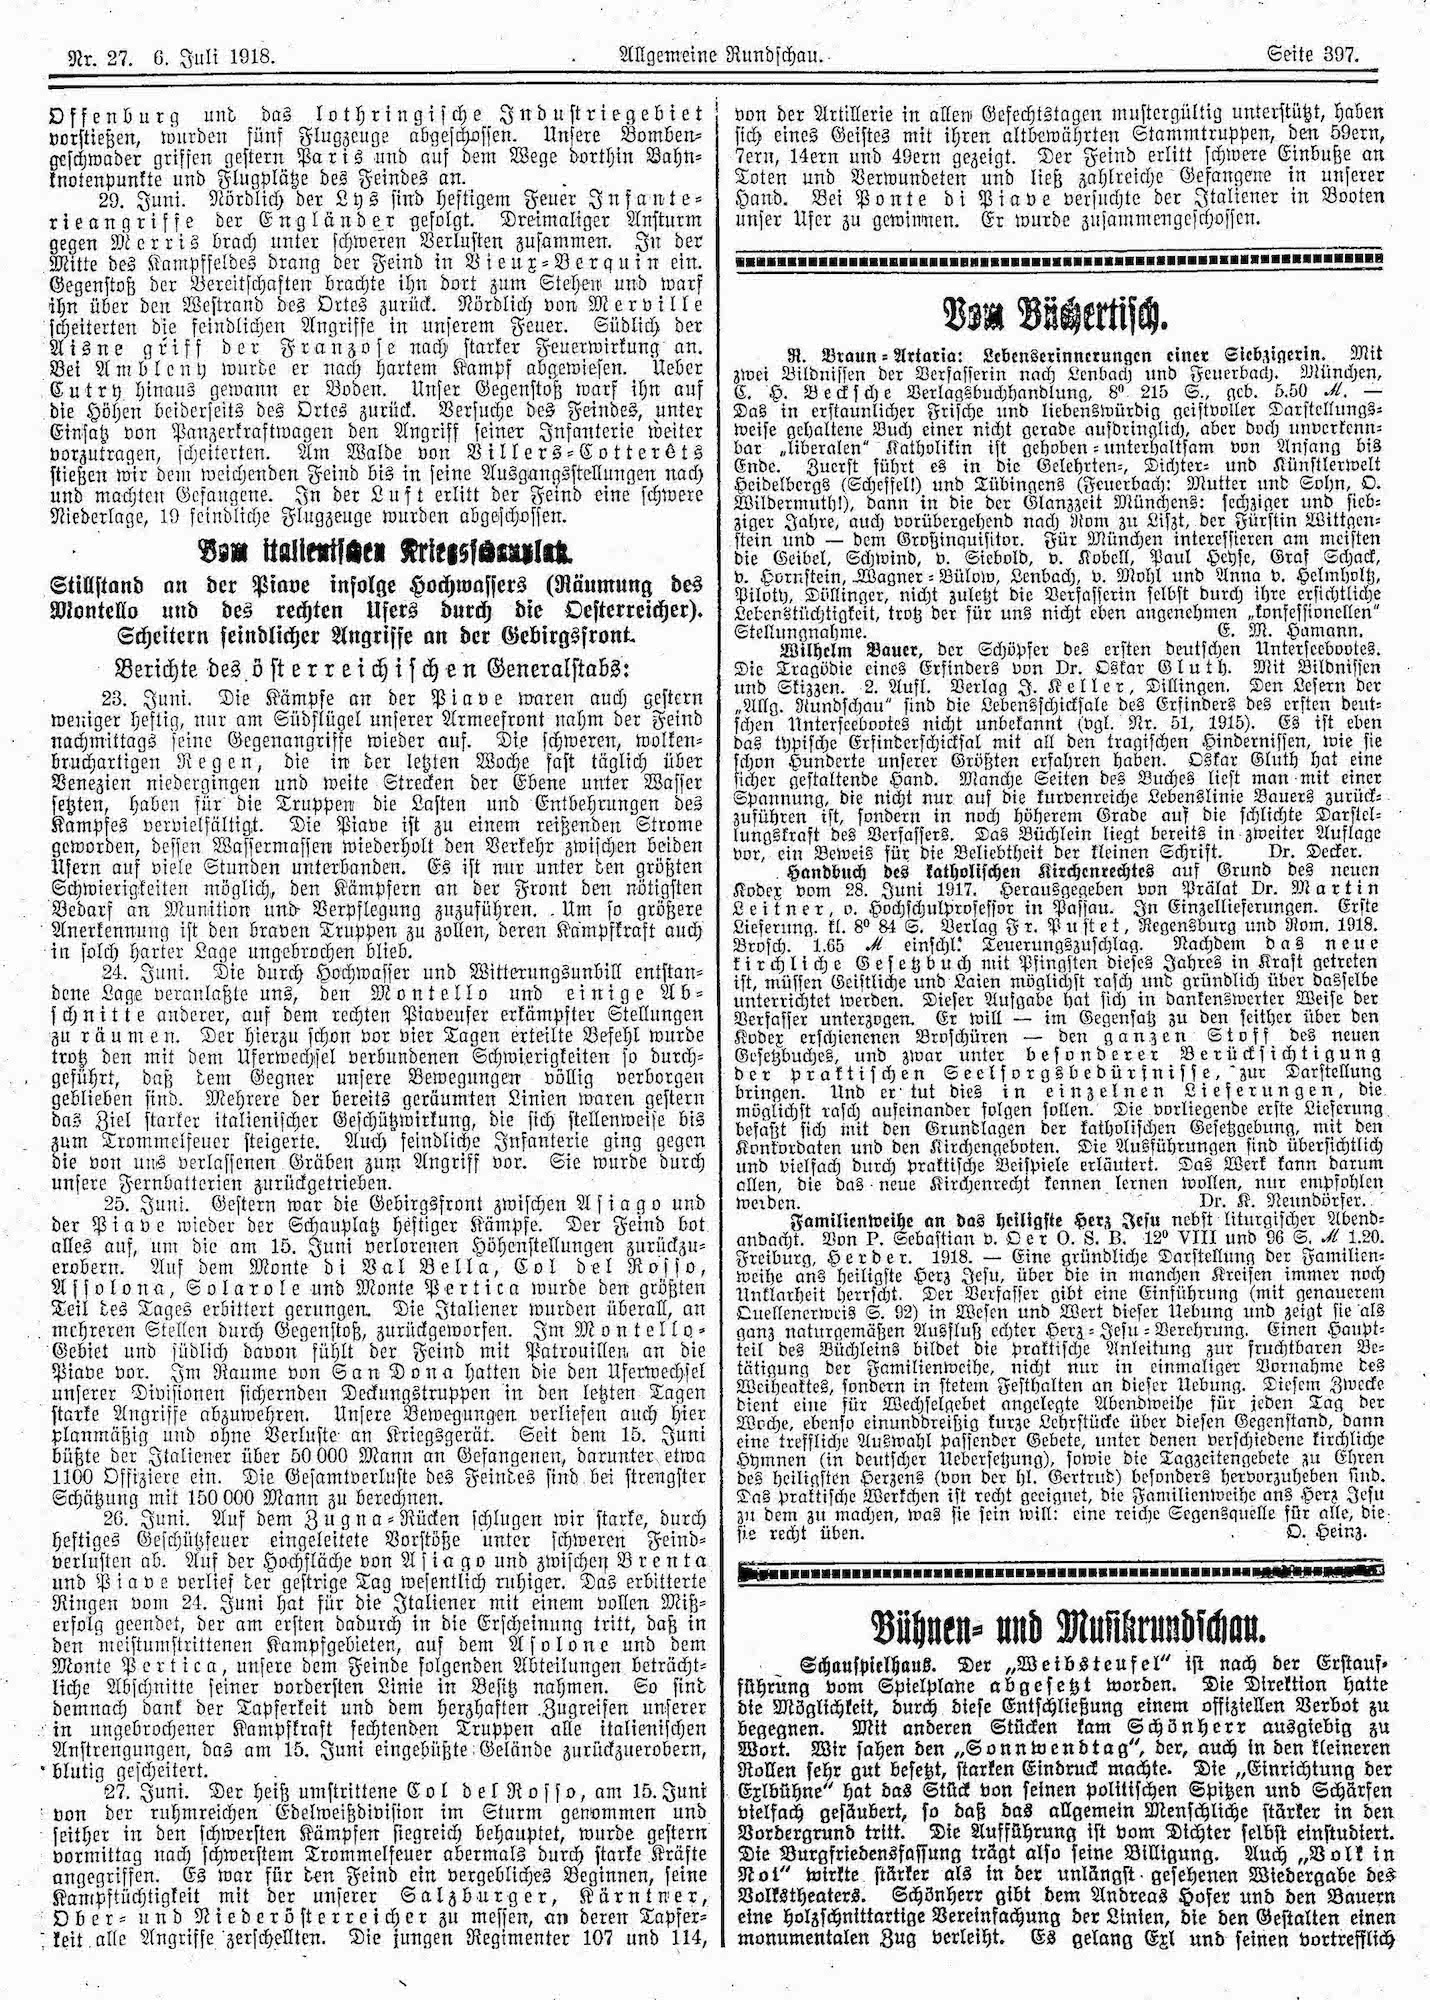 Nr. 27. 6. Juli 1918.
Allgemeine Rundschau.
Seite 397.
Offenburg und das lothringische Industriegebiet
vorstießen, wurden fünf Flugzeuge abgeschossen. Unsere Bomben-
geschwader griffen gestern Paris und auf dem Wege dorthin Bahn-
knotenpunkte und Flugplätze des Feindes an.
29. Juni. Nördlich der Lys sind heftigem Feuer Infante-
rieangriffe der Engländer gefolgt. Dreimaliger Ansturm
gegen Merris brach unter schweren Verlusten zusammen. In der
Mitte des Kampffeldes drang der Feind in Vieux-Berquin ein.
Gegenstoß der Bereitschaften brachte ihn dort zum Stehen und warf
ihn über den Westrand des Ortes zurück. Nördlich von Merville
scheiterten die feindlichen Angriffe in unserem Feuer. Südlich der
Aisne griff der Franzose nach starker Feuerwirkung an.
Bei Ambleny wurde er nach hartem Kampf abgewiesen. Ueber
Cutry hinaus gewann er Boden. Unser Gegenstoß warf ihn auf
die Höhen beiderseits des Ortes zurück. Versuche des Feindes, unter
Einsatz von Panzerkraftwagen den Angriff seiner Infanterie weiter
vorzutragen, scheiterten. Am Walde von Villers-Cotterêts
stießen wir dem weichenden Feind bis in seine Ausgangsstellungen nach
und machten Gefangene. In der Luft erlitt der Feind eine schwere
Niederlage, 19 feindliche Flugzeuge wurden abgeschossen.
Vom italienischen Kriegsschauplatz.
Stillstand an der Piave infolge Hochwassers (Räumung des
Montello und des rechten Ufers durch die Oesterreicher).
Scheitern feindlicher Angriffe an der Gebirgsfront.
Berichte des österreichischen Generalstabs:
23. Juni. Die Kämpfe an der Piave waren auch gestern
weniger heftig, nur am Südflügel unserer Armeefront nahm der Feind
nachmittags seine Gegenangriffe wieder auf. Die schweren, wolken-
bruchartigen Regen, die in der letzten Woche fast täglich über
Venezien niedergingen und weite Strecken der Ebene unter Wasser
setzten, haben für die Truppen die Lasten und Entbehrungen des
Kampfes vervielfältigt. Die Piave ist zu einem reißenden Strome
geworden, dessen Wassermassen wiederholt den Verkehr zwischen beiden
Ufern auf viele Stunden unterbanden. Es ist nur unter den größten
Schwierigkeiten möglich, den Kämpfern an der Front den nötigsten
Bedarf an Munition und Verpflegung zuzuführen. Um so größere
Anerkennung ist den braven Truppen zu zollen, deren Kampfkraft auch
in solch harter Lage ungebrochen blieb.
24. Juni. Die durch Hochwasser und Witterungsunbill entstan-
dene Lage veranlaßte uns, den Montello und einige Ab-
schnitte anderer, auf dem rechten Piaveufer erkämpfter Stellungen
zu räumen. Der hierzu schon vor vier Tagen erteilte Befehl wurde
trotz den mit dem Uferwechsel verbundenen Schwierigkeiten so durch-
geführt, daß dem Gegner unsere Bewegungen völlig verborgen
geblieben sind. Mehrere der bereits geräumten Linien waren gestern
das Ziel starker italienischer Geschützwirkung, die sich stellenweise bis
zum Trommelfeuer steigerte. Auch feindliche Infanterie ging gegen
die von uns verlassenen Gräben zum Angriff vor. Sie wurde durch
unsere Fernbatterien zurückgetrieben.
25. Juni. Gestern war die Gebirgsfront zwischen Asiago und
der Piave wieder der Schauplatz heftiger Kämpfe. Der Feind bot
alles auf, um die am 15. Juni verlorenen Höhenstellungen zurückzu-
erobern. Auf dem Monte di Val Bella, Col del Rosso,
Assolona, Solarole und Monte Pertica wurde den größten
Teil des Tages erbittert gerungen. Die Italiener wurden überall, an
mehreren Stellen durch Gegenstoß, zurückgeworfen. Im Montello-
Gebiet und südlich davon fühlt der Feind mit Patrouillen an die
Piave vor. Im Raume von San Dona hatten die den Uferwechsel
unserer Divisionen sichernden Deckungstruppen in den letzten Tagen
starke Angriffe abzuwehren. Unsere Bewegungen verliefen auch hier
planmäßig und ohne Verluste an Kriegsgerät. Seit dem 15. Juni
büßte der Italiener über 50 000 Mann an Gefangenen, darunter etwa
1100 Offiziere ein. Die Gesamtverluste des Feindes sind bei strengster
Schätzung mit 150 000 Mann zu berechnen.
26. Juni. Auf dem Zugna-Rücken schlugen wir starke, durch
heftiges Geschützfeuer eingeleitete Vorstöße unter schweren Feind-
verlusten ab. Auf der Hochfläche von Asiago und zwischen Brenta
und Piave verlief der gestrige Tag wesentlich ruhiger. Das erbitterte
Ringen vom 24. Juni hat für die Italiener mit einem vollen Miß-
erfolg geendet, der am ersten dadurch in die Erscheinung tritt, daß in
den meistumstrittenen Kampfgebieten, auf dem Asolone und dem
Monte Pertica, unsere dem Feinde folgenden Abteilungen beträcht-
liche Abschnitte seiner vordersten Linie in Besitz nahmen. So sind
demnach dank der Tapferkeit und dem herzhaften Zugreifen unserer
in ungebrochener Kampfkraft fechtenden Truppen alle italienischen
Anstrengungen, das am 15. Juni eingebüßte Gelände zurückzuerobern,
blutig gescheitert.
27. Juni. Der heiß umstrittene Col del Rosso, am 15. Juni
von der ruhmreichen Edelweißdivision im Sturm genommen und
seither in den schwersten Kämpfen siegreich behauptet, wurde gestern
vormittag nach schwerstem Trommelfeuer abermals durch starke Kräfte
angegriffen. Es war für den Feind ein vergebliches Beginnen, seine
Kampftüchtigkeit mit der unserer Salzburger, Kärntner,
Ober- und Niederösterreicher zu messen, an deren Tapfer-
keit alle Angriffe zerschellten. Die jungen Regimenter 107 und 114,
von der Artillerie in allen Gefechtstagen mustergültig unterstützt, haben
sich eines Geistes mit ihren altbewährten Stammtruppen, den 59ern,
7ern, 14ern und 49ern gezeigt. Der Feind erlitt schwere Einbuße an
Toten und Verwundeten und ließ zahlreiche Gefangene in unserer
Hand. Bei Ponte di Piave versuchte der Italiener in Booten
unser Ufer zu gewinnen. Er wurde zusammengeschossen.
Vom Büchertisch.
R. Braun-Artaria: Lebenserinnerungen einer Siebzigerin. Mit
zwei Bildnissen der Verfasserin nach Lenbach und Feuerbach. München,
C. H. Becksche Verlagsbuchhandlung, 8° 215 S., geb. 5.50 ℳ. —
Das in erstaunlicher Frische und liebenswürdig geistvoller Darstellungs-
weise gehaltene Buch einer nicht gerade aufdringlich, aber doch unverkenn-
bar „liberalen“ Katholikin ist gehoben-unterhaltsam von Anfang bis
Ende. Zuerst führt es in die Gelehrten-, Dichter- und Künstlerwelt
Heidelbergs (Scheffel!) und Tübingens (Feuerbach: Mutter und Sohn, O.
Wildermuth!), dann in die der Glanzzeit Münchens: sechziger und sieb-
ziger Jahre, auch vorübergehend nach Rom zu Liszt, der Fürstin Wittgen-
stein und — dem Großinquisitor. Für München interessieren am meisten
die Geibel, Schwind, v. Siebold, v. Kobell, Paul Heyse, Graf Schack,
v. Hornstein, Wagner-Bülow, Lenbach, v. Mohl und Anna v. Helmholtz,
Piloty, Döllinger, nicht zuletzt die Verfasserin selbst durch ihre ersichtliche
Lebenstüchtigkeit, trotz der für uns nicht eben angenehmen „konfessionellen“
Stellungnahme. E. M. Hamann.
Wilhelm Bauer, der Schöpfer des ersten deutschen Unterseebootes.
Die Tragödie eines Erfinders von Dr. Oskar Gluth. Mit Bildnissen
und Skizzen. 2. Aufl. Verlag J. Keller, Dillingen. Den Lesern der
„Allg. Rundschau“ sind die Lebensschicksale des Erfinders des ersten deut-
schen Unterseebootes nicht unbekannt (vgl. Nr. 51, 1915). Es ist eben
das typische Erfinderschicksal mit all den tragischen Hindernissen, wie sie
schon Hunderte unserer Größten erfahren haben. Oskar Gluth hat eine
sicher gestaltende Hand. Manche Seiten des Buches liest man mit einer
Spannung, die nicht nur auf die kurvenreiche Lebenslinie Bauers zurück-
zuführen ist, sondern in noch höherem Grade auf die schlichte Darstel-
lungskraft des Verfassers. Das Büchlein liegt bereits in zweiter Auflage
vor, ein Beweis für die Beliebtheit der kleinen Schrift. Dr. Decker.
Handbuch des katholischen Kirchenrechtes auf Grund des neuen
Kodex vom 28. Juni 1917. Herausgegeben von Prälat Dr. Martin
Leitner, o. Hochschulprofessor in Passau. In Einzellieferungen. Erste
Lieferung. kl. 8° 84 S. Verlag Fr. Pustet, Regensburg und Rom. 1918.
Brosch. 1.65 ℳ einschl. Teuerungszuschlag. Nachdem das neue
kirchliche Gesetzbuch mit Pfingsten dieses Jahres in Kraft getreten
ist, müssen Geistliche und Laien möglichst rasch und gründlich über dasselbe
unterrichtet werden. Dieser Aufgabe hat sich in dankenswerter Weise der
Verfasser unterzogen. Er will — im Gegensatz zu den seither über den
Kodex erschienenen Broschüren — den ganzen Stoff des neuen
Gesetzbuches, und zwar unter besonderer Berücksichtigung
der praktischen Seelsorgsbedürfnisse, zur Darstellung
bringen. Und er tut dies in einzelnen Lieferungen, die
möglichst rasch aufeinander folgen sollen. Die vorliegende erste Lieferung
befaßt sich mit den Grundlagen der katholischen Gesetzgebung, mit den
Konkordaten und den Kirchengeboten. Die Ausführungen sind übersichtlich
und vielfach durch praktische Beispiele erläutert. Das Werk kann darum
allen, die das neue Kirchenrecht kennen lernen wollen, nur empfohlen
werden. Dr. K. Neundörfer.
Familienweihe an das heiligste Herz Jesu nebst liturgischer Abend-
andacht. Von P. Sebastian v. Oer O. S. B. 12° VIII und 96 S. ℳ 1.20.
Freiburg, Herder. 1918. — Eine gründliche Darstellung der Familien-
weihe ans heiligste Herz Jesu, über die in manchen Kreisen immer noch
Unklarheit herrscht. Der Verfasser gibt eine Einführung (mit genauerem
Quellenerweis S. 92) in Wesen und Wert dieser Uebung und zeigt sie als
ganz naturgemäßen Ausfluß echter Herz-Jesu-Verehrung. Einen Haupt-
teil des Büchleins bildet die praktische Anleitung zur fruchtbaren Be-
tätigung der Familienweihe, nicht nur in einmaliger Vornahme des
Weiheaktes, sondern in stetem Festhalten an dieser Uebung. Diesem Zwecke
dient eine für Wechselgebet angelegte Abendweihe für jeden Tag der
Woche, ebenso einunddreißig kurze Lehrstücke über diesen Gegenstand, dann
eine treffliche Auswahl passender Gebete, unter denen verschiedene kirchliche
Hymnen (in deutscher Uebersetzung), sowie die Tagzeitengebete zu Ehren
des heiligsten Herzens (von der hl. Gertrud) besonders hervorzuheben sind.
Das praktische Werkchen ist recht geeignet, die Familienweihe ans Herz Jesu
zu dem zu machen, was sie sein will: eine reiche Segensquelle für alle, die
sie recht üben. O. Heinz.
Bühnen- und Musikrundschau.
Schauspielhaus. Der „Weibsteufel“ ist nach der Erstauf-
führung vom Spielplane abgesetzt worden. Die Direktion hatte
die Möglichkeit, durch diese Entschließung einem offiziellen Verbot zu
begegnen. Mit anderen Stücken kam Schönherr ausgiebig zu
Wort. Wir sahen den „Sonnwendtag“, der, auch in den kleineren
Rollen sehr gut besetzt, starken Eindruck machte. Die „Einrichtung der
Exlbühne“ hat das Stück von seinen politischen Spitzen und Schärfen
vielfach gesäubert, so daß das allgemein Menschliche stärker in den
Vordergrund tritt. Die Aufführung ist vom Dichter selbst einstudiert.
Die Burgfriedensfassung trägt also seine Billigung. Auch „Volk in
Not“ wirkte stärker als in der unlängst gesehenen Wiedergabe des
Volkstheaters. Schönherr gibt dem Andreas Hofer und den Bauern
eine holzschnittartige Vereinfachung der Linien, die den Gestalten einen
monumentalen Zug verleiht. Es gelang Exl und seinen vortrefflich